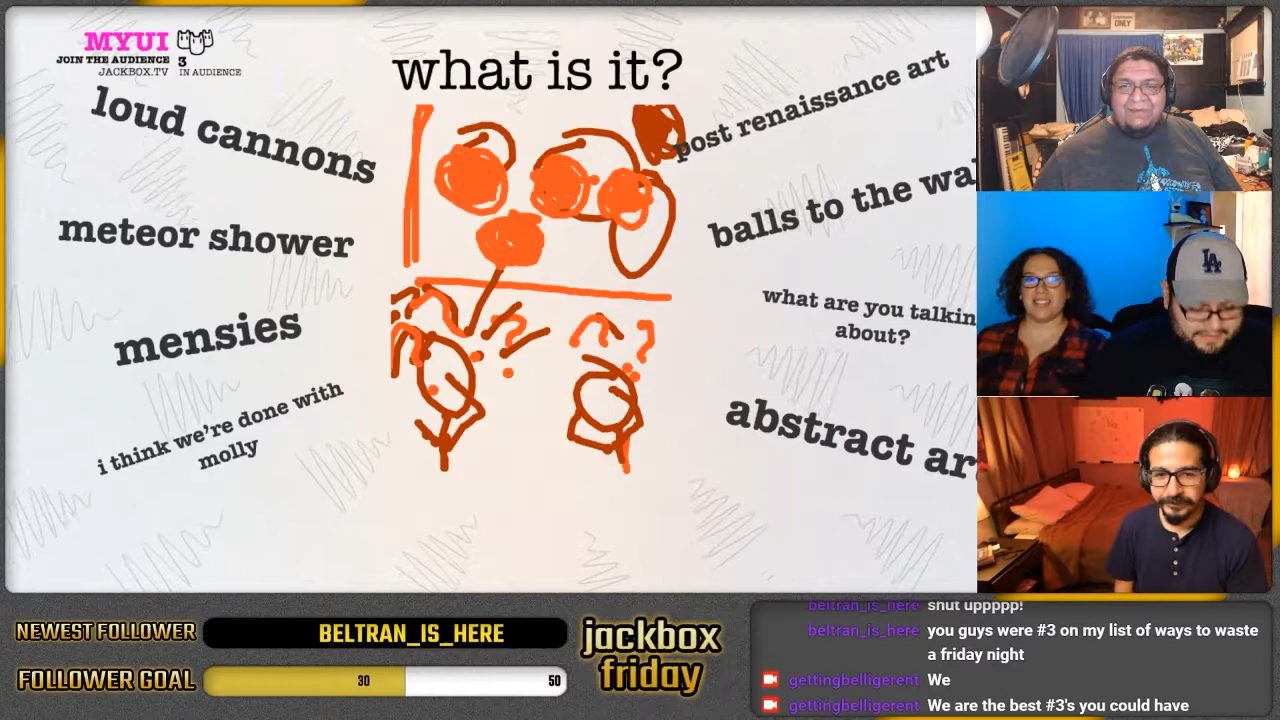 MYUI
JOIN THE AUDIENCE
JACKBOX.TV
3
IN AUDIENCE
what is it?
loud cannons
meteor shower
mensies
i think we're done with
molly
post renaissance art
balls to the wal
what are you talkin
about?
abstract ar
? ?
ONLY
LA
NEWEST FOLLOWER
BELTRAN_IS_HERE
FOLLOWER GOAL
30
50
jackbox
friday
beltran_is_here shut uppppp!
beltran_is_here you guys were #3 on my list of ways to waste
a friday night
gettingbelligerent We
gettingbelligerent We are the best #3's you could have